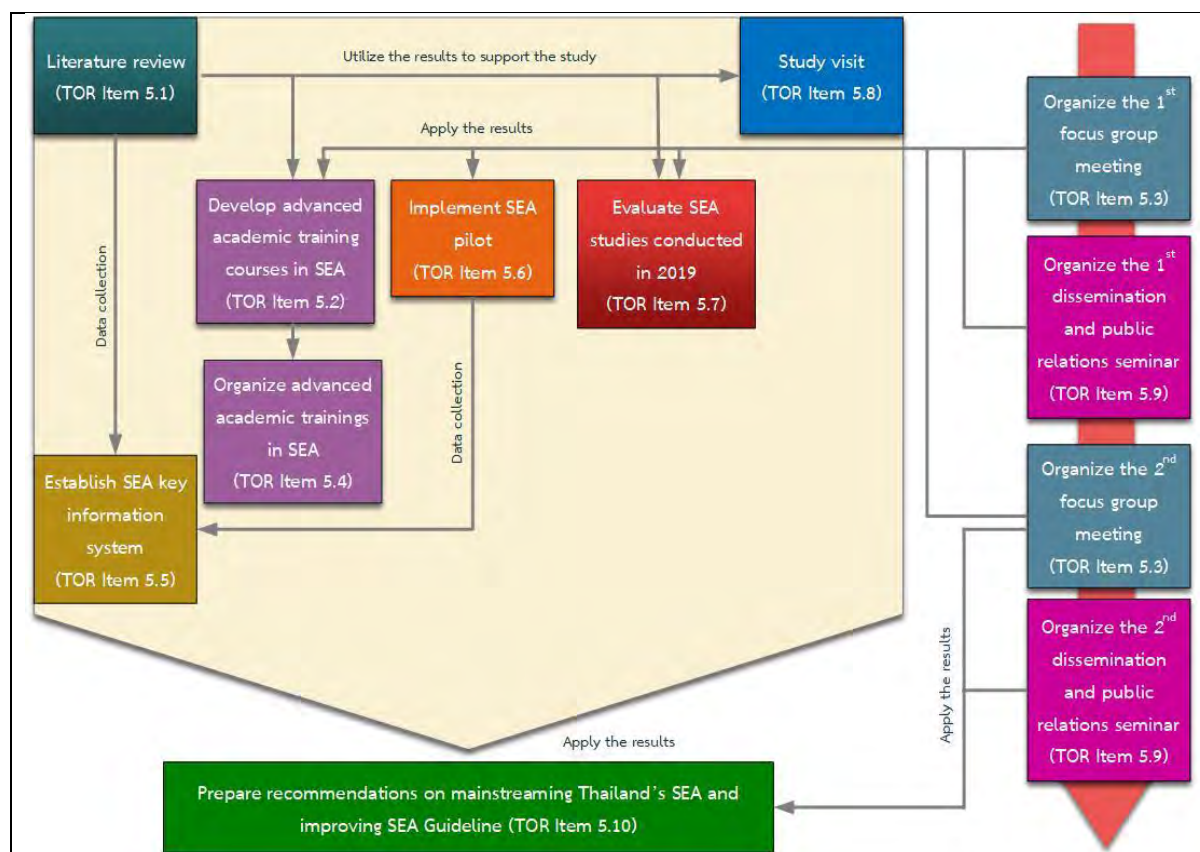 Literature review
(TOR Item 5.1)
Utilize the results to support the study
Study visit
(TOR Item 5.8)
Organize the 1st
focus group
meeting
(TOR Item 5.3)
Apply the results
Develop advanced
academic training
courses in SEA
(TOR Item 5.2)
Implement SEA
pilot
(TOR Item 5.6)
Evaluate SEA
studies conducted
in 2019
(TOR Item 5.7)
Organize the 1st
dissemination
and public
relations seminar
(TOR Item 5.9)
Data collection
Organize advanced
academic trainings
in SEA
(TOR Item 5.4)
Data collection
Establish SEA key
information
system
(TOR Item 5.5)
Organize the 2nd
focus group
meeting
(TOR Item 5.3)
Organize the 2nd
dissemination
and public
relations seminar
(TOR Item 5.9)
Apply the results
Apply the results
Prepare recommendations on mainstreaming Thailand's SEA and
improving SEA Guideline (TOR Item 5.10)